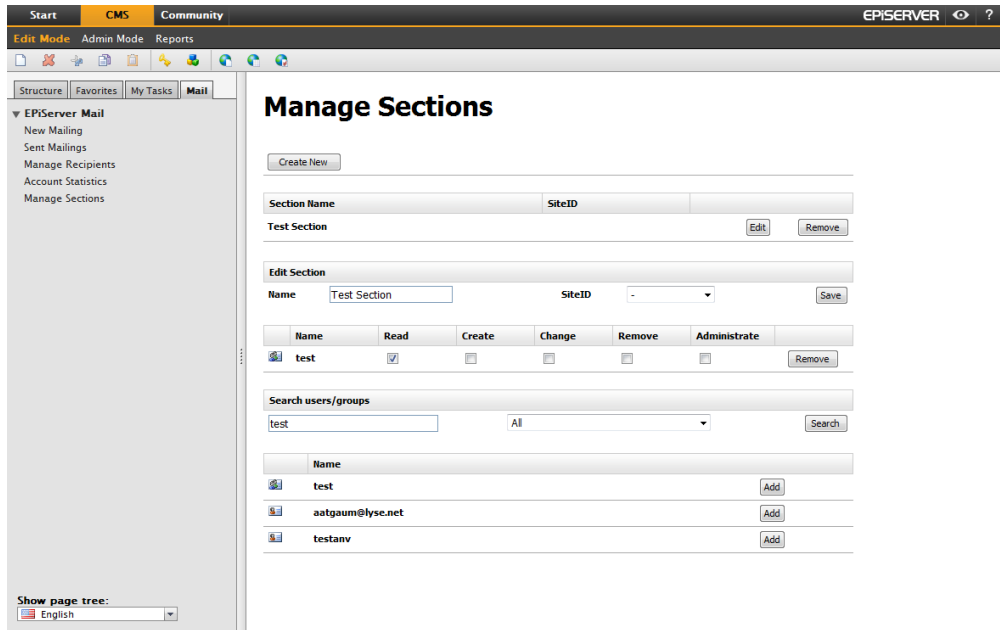 Start CMS Community EPiSERVER ?
Edit Mode Admin Mode Reports
Structure Favorites My Tasks Mail
EPiServer Mail
New Mailing
Sent Mailings
Manage Recipients
Account Statistics
Manage Sections
Show page tree:
English
Manage Sections
Create New
Section Name SiteID
Test Section Edit Remove
Edit Section
Name Test Section SiteID - Save
Name Read Create Change Remove Administrate
test Remove
Search users/groups
test All Search
Name
test Add
aatgaum@lyse.net Add
testanv Add